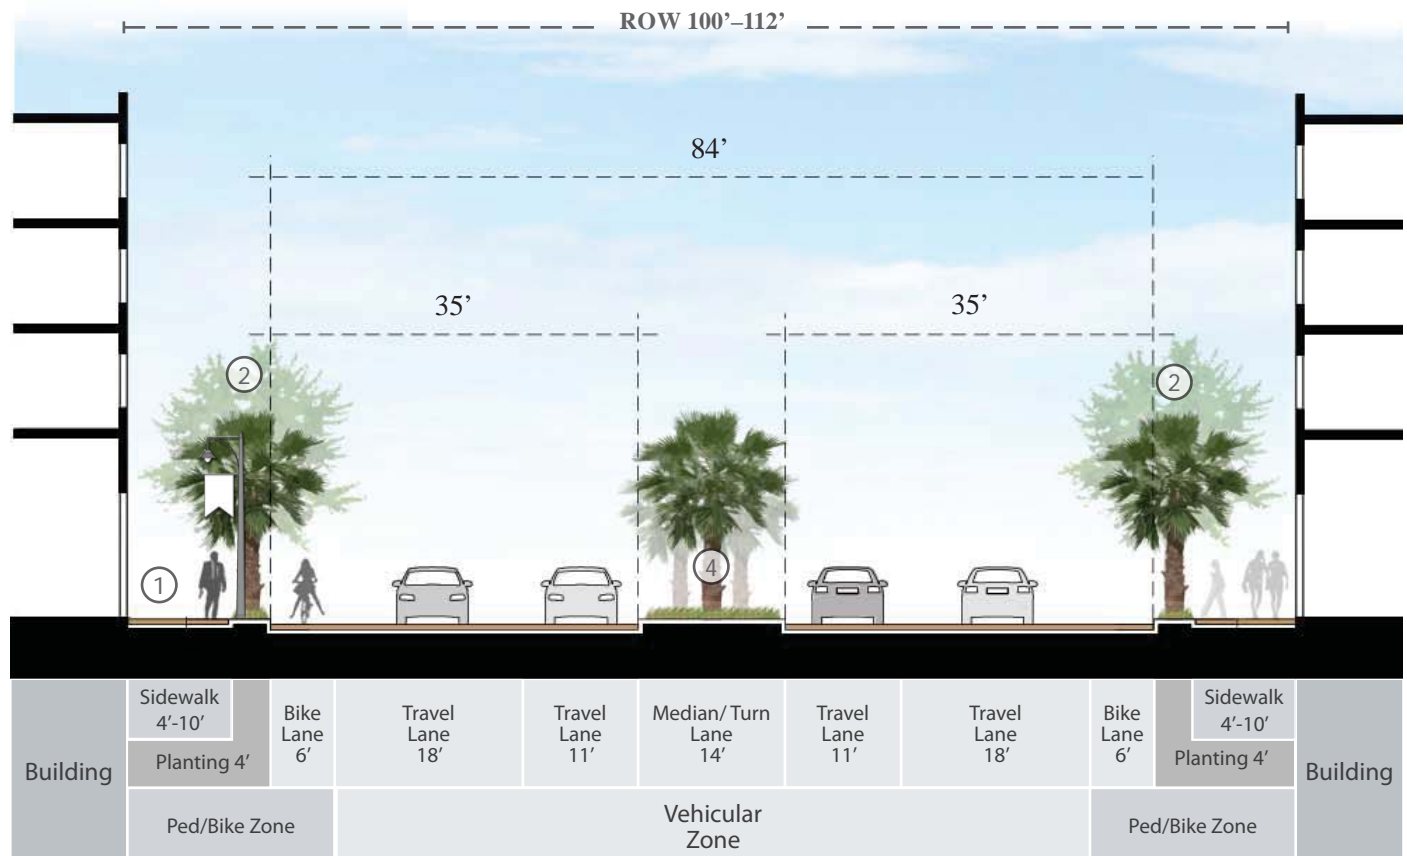 ROW 100’–112’
84’
35’
35’
2
2
1
4
Building
Sidewalk
4’-10’
Planting 4’
Bike
Lane
6’
Travel
Lane
18’
Travel
Lane
11’
Median/ Turn
Lane
14’
Travel
Lane
11’
Travel
Lane
18’
Bike
Lane
6’
Sidewalk
4’-10’
Planting 4’
Building
Ped/Bike Zone
Vehicular
Zone
Ped/Bike Zone